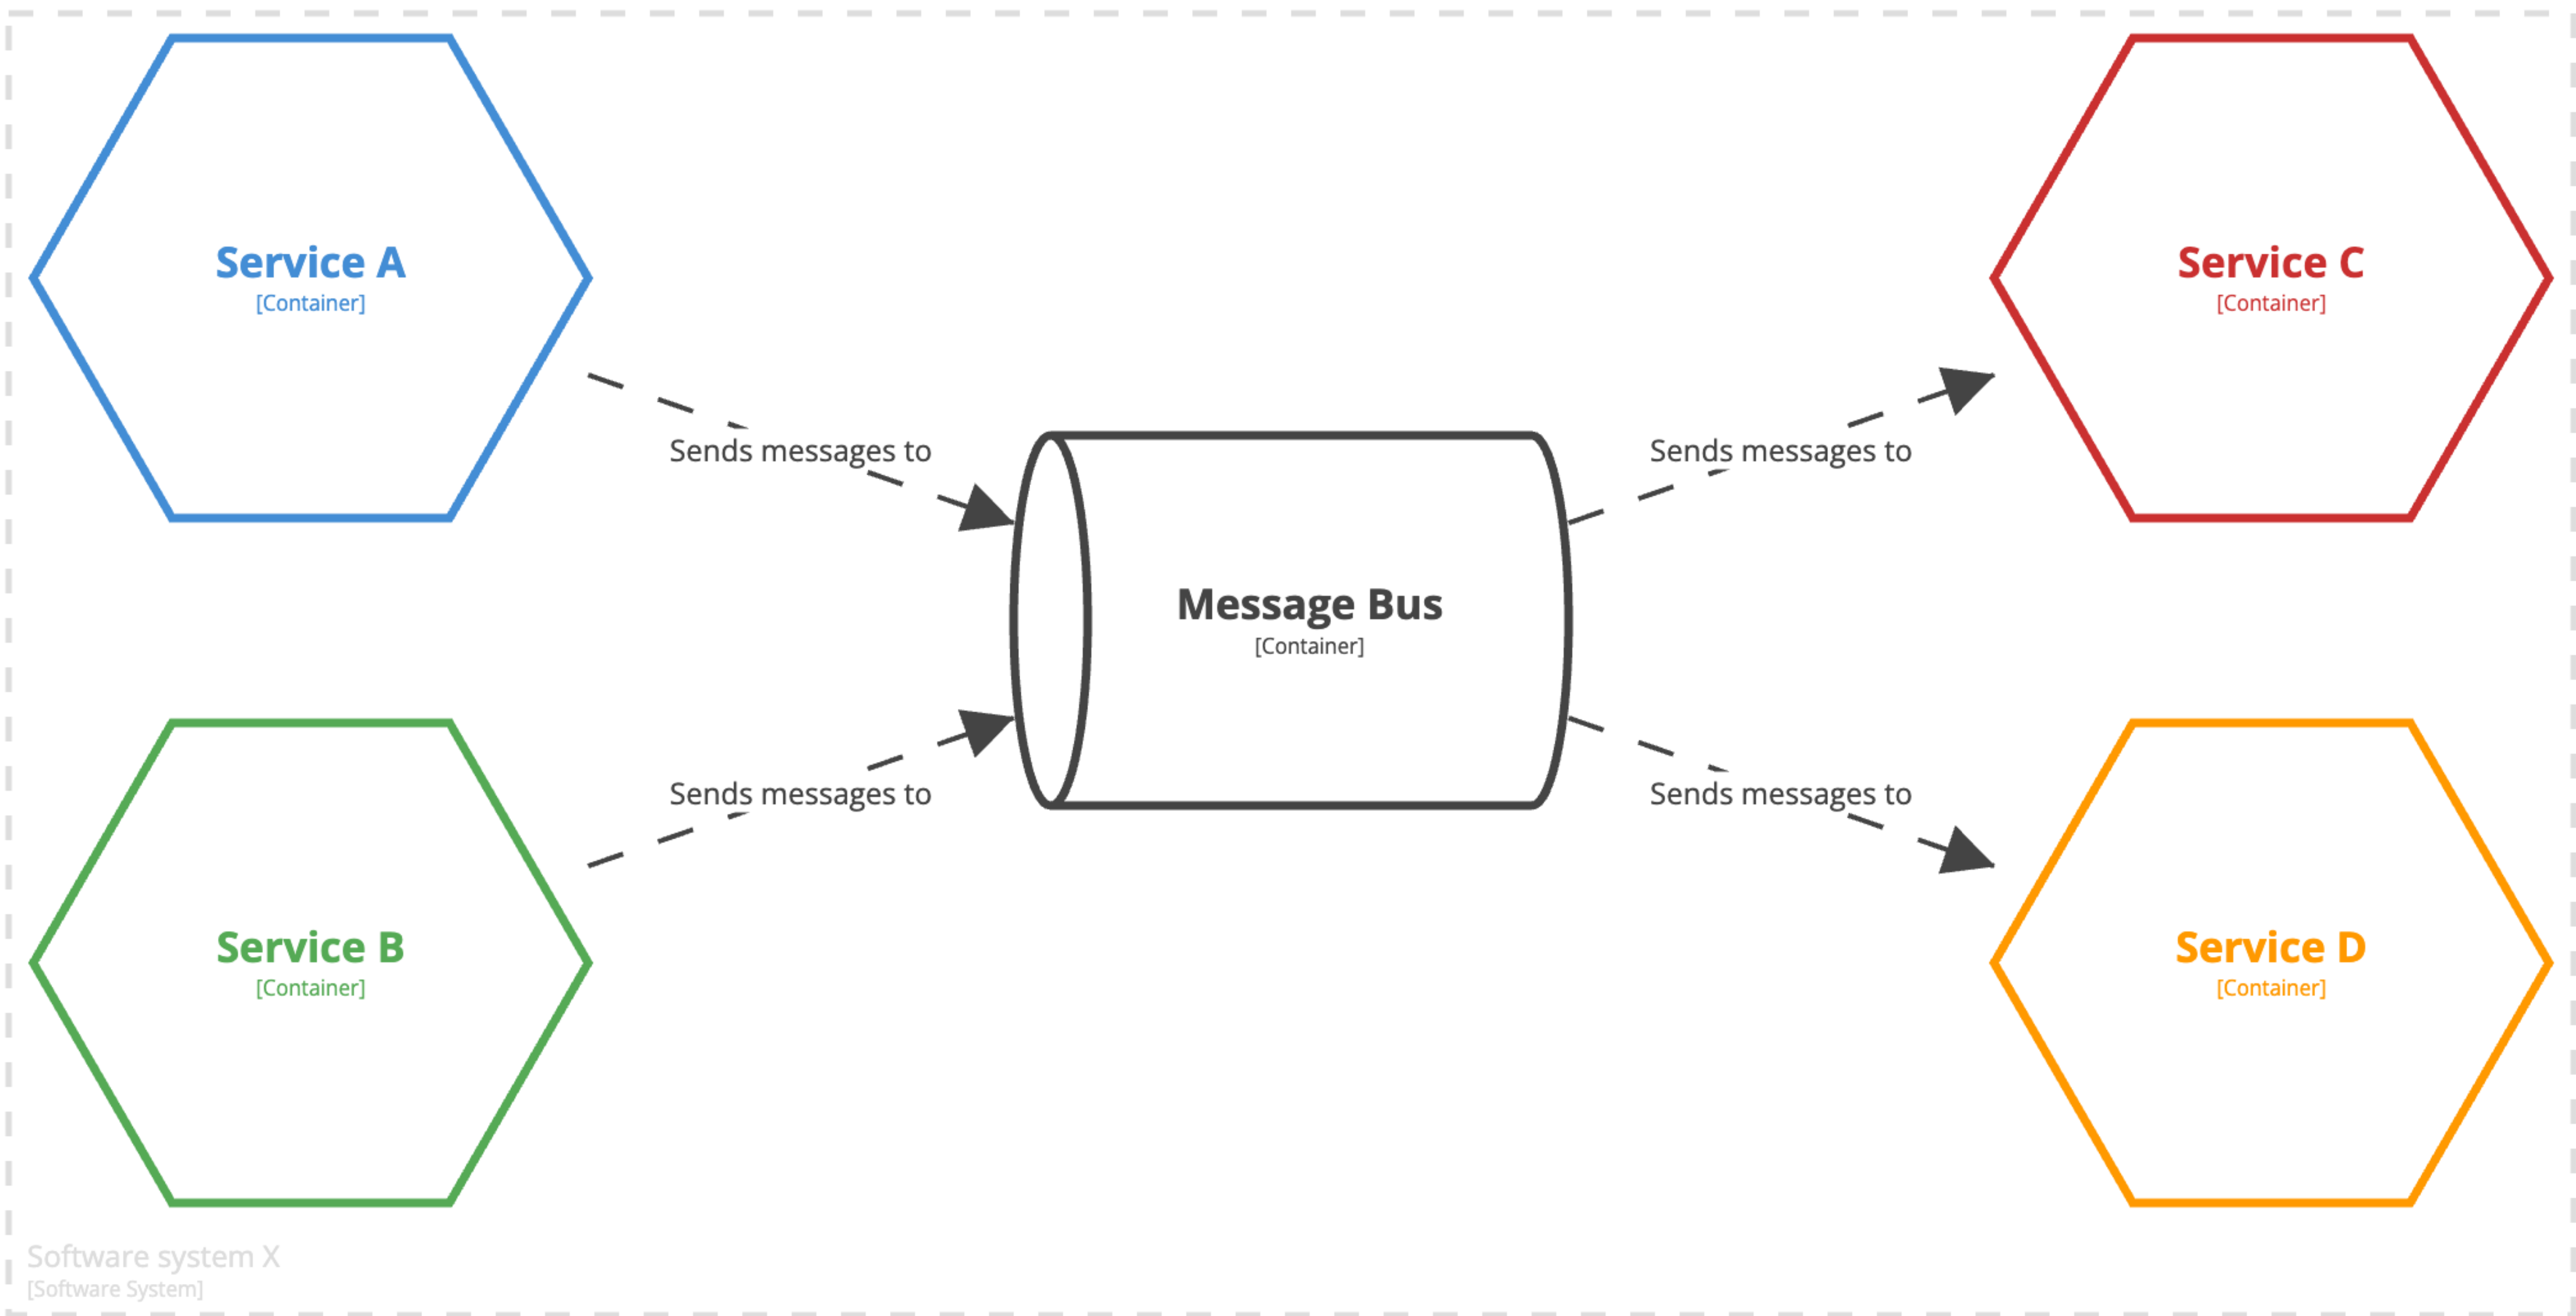 Service A
[Container]
Service C
[Container]
Sends messages to
Sends messages to
Message Bus
[Container]
Sends messages to
Sends messages to
Service B
[Container]
Service D
[Container]
Software system X
[Software System]